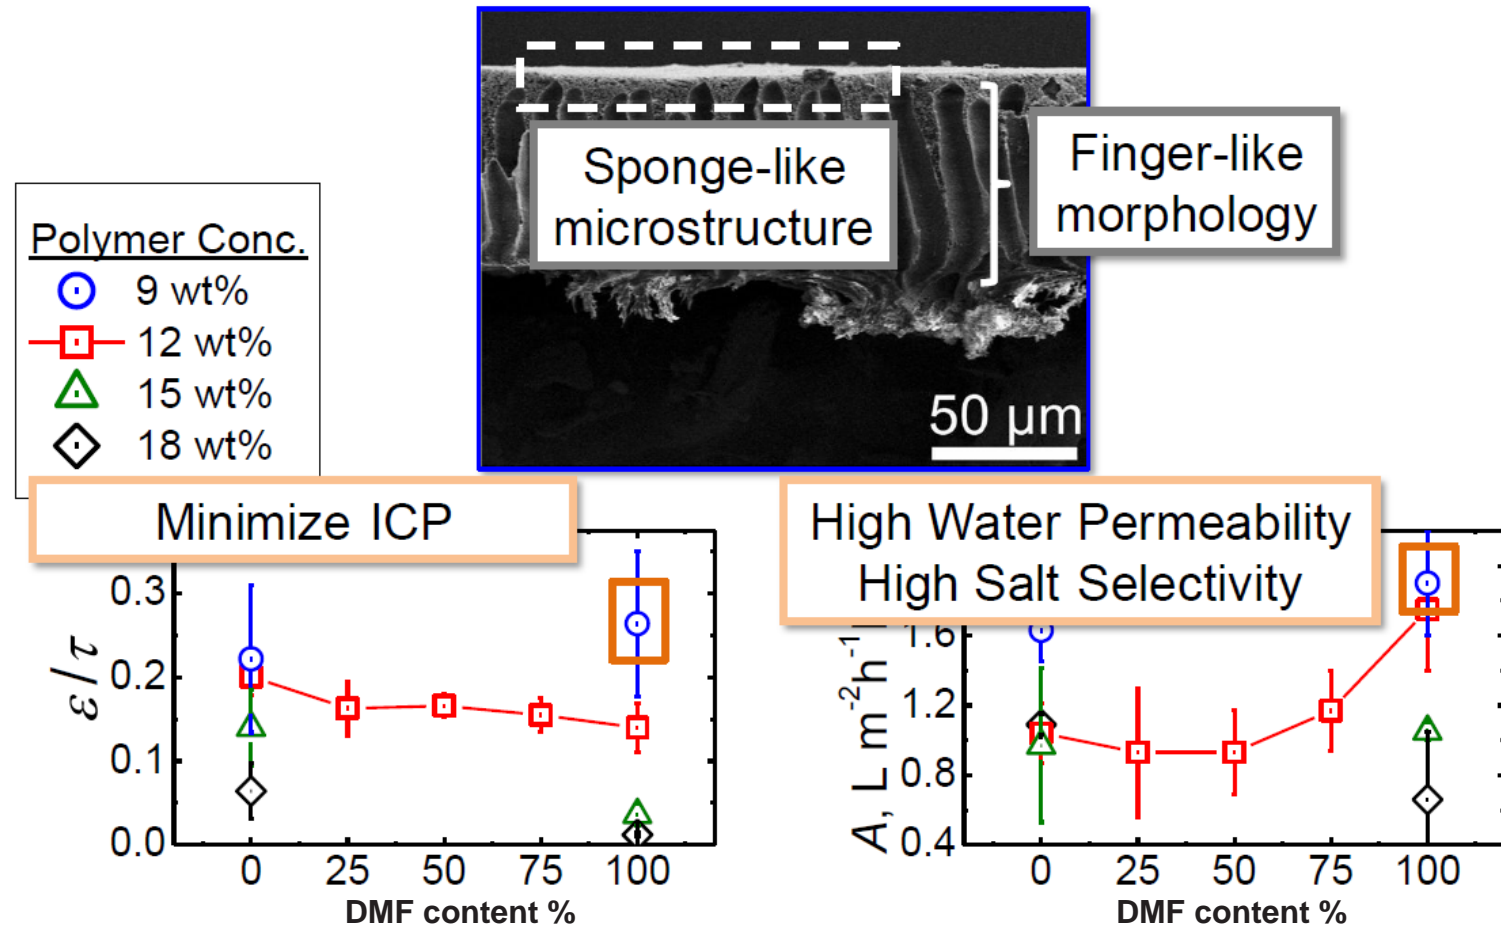 Sponge-like
microstructure
Finger-like
morphology
50 μm
Polymer Conc.
9 wt%
12 wt%
15 wt%
18 wt%
Minimize ICP
ε/τ
0.3
0.2
0.1
0.0
0 25 50 75 100
DMF content %
High Water Permeability
High Salt Selectivity
A, L m-2h-1
1.6
1.2
0.8
0.4
0 25 50 75 100
DMF content %